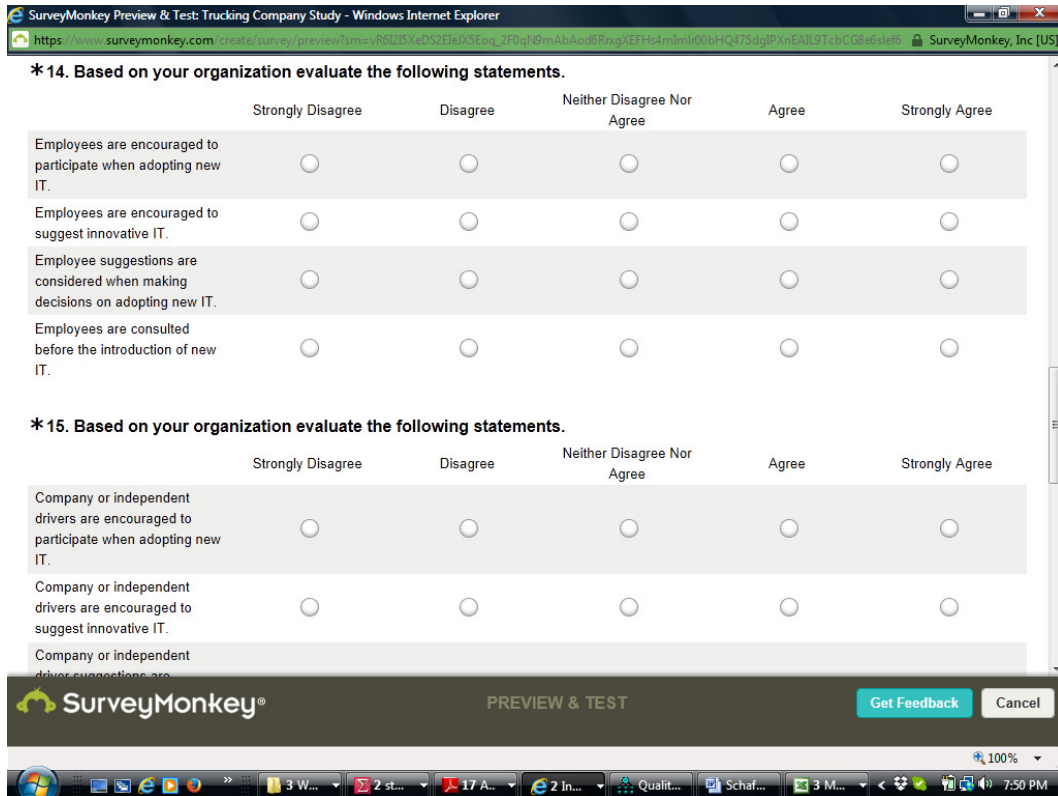 SurveyMonkey Preview & Test: Trucking Company Study - Windows Internet Explorer
SurveyMonkey, Inc [US]
*14. Based on your organization evaluate the following statements.
Strongly Disagree Disagree Neither Disagree Nor Agree Agree Strongly Agree
Employees are encouraged to
participate when adopting new
IT.
Employees are encouraged to
suggest innovative IT.
Employee suggestions are
considered when making
decisions on adopting new IT.
Employees are consulted
before the introduction of new
IT.
*15. Based on your organization evaluate the following statements.
Strongly Disagree Disagree Neither Disagree Nor Agree Agree Strongly Agree
Company or independent
drivers are encouraged to
participate when adopting new
IT.
Company or independent
drivers are encouraged to
suggest innovative IT.
Company or independent
driver suggestions are
SurveyMonkey® PREVIEW & TEST Get Feedback Cancel
100%
3 W... 2 st... 17 A... 2 In... Qualit... Schaf... 3 M... 7:50 PM